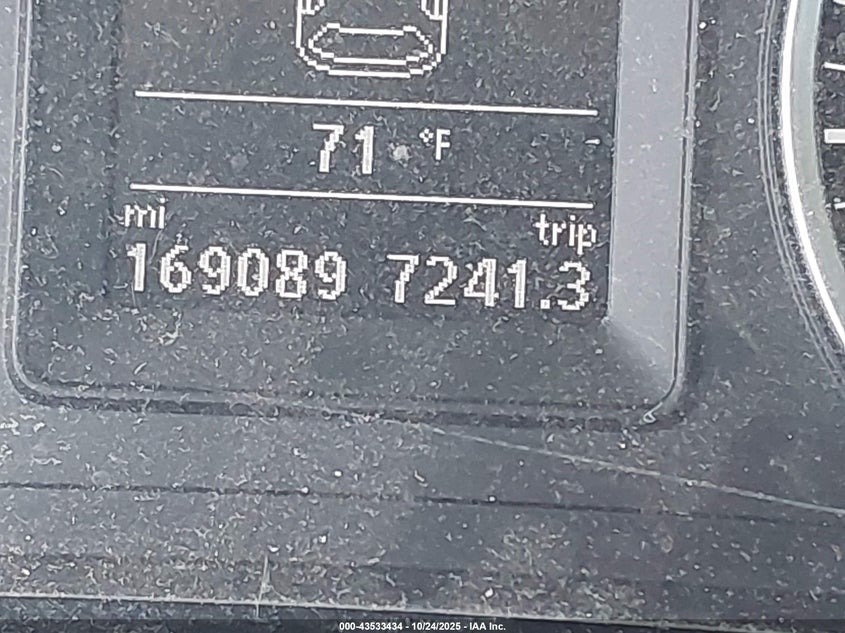 71 °F
mi trip
169089 7241.3
000-43533434 - 10/24/2025 - IAA Inc.